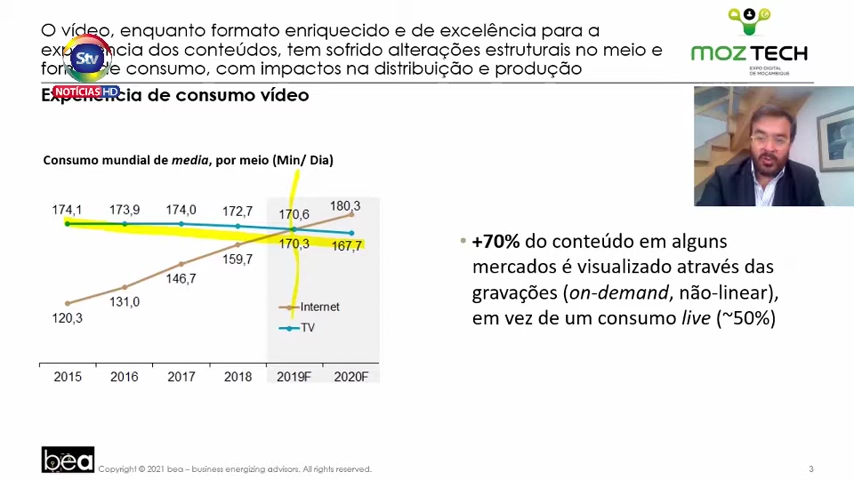 O vídeo, enquanto formato enriquecido e de excelência para a
experiência dos conteúdos, tem sofrido alterações estruturais no meio e
forma de consumo, com impactos na distribuição e produção
Stv
NOTÍCIAS HD
Experiência de consumo vídeo
MOZTECH
EXPO DIGITAL
DE MOÇAMBIQUE
Consumo mundial de media, por meio (Min/ Dia)
174,1 173,9 174,0 172,7 170,6 180,3
120,3 131,0 146,7 159,7 170,3 167,7
Internet
TV
2015 2016 2017 2018 2019F 2020F
• +70% do conteúdo em alguns
mercados é visualizado através das
gravações (on-demand, não-linear),
em vez de um consumo live (~50%)
bea
Copyright © 2021 bea – business energizing advisors. All rights reserved.
3